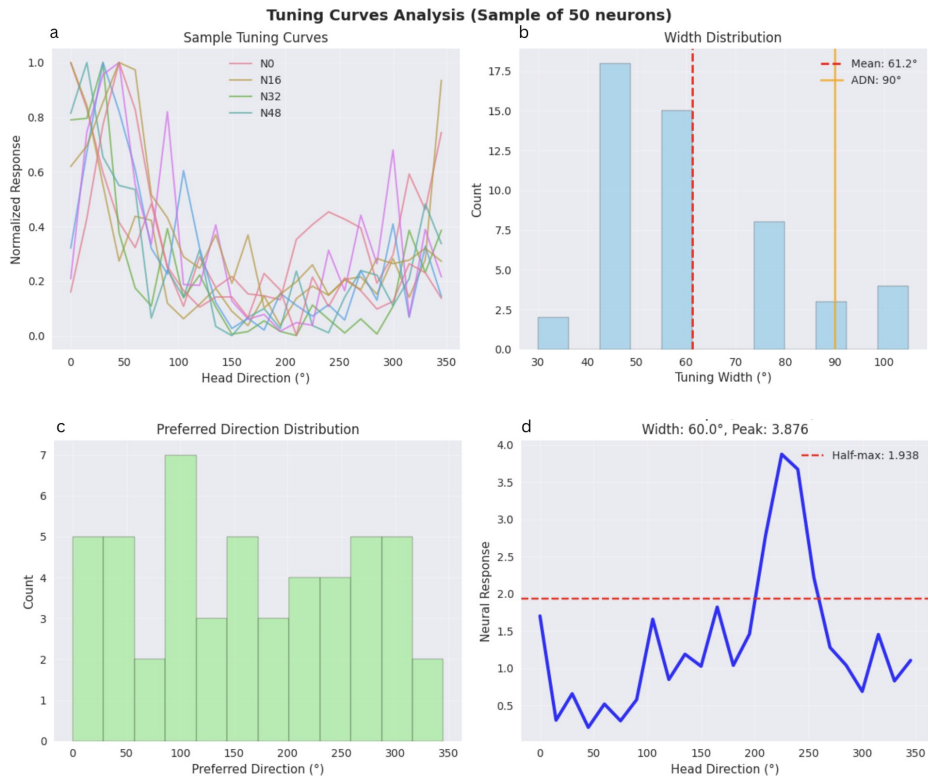 Tuning Curves Analysis (Sample of 50 neurons)
a
Sample Tuning Curves
1.0
0.8
0.6
0.4
0.2
0.0
Normalized Response
N0
N16
N32
N48
0
50
100
150
200
250
300
350
Head Direction (°)
b
Width Distribution
17.5
15.0
12.5
10.0
7.5
5.0
2.5
0.0
Count
Mean: 61.2°
ADN: 90°
30
40
50
60
70
80
90
100
Tuning Width (°)
c
Preferred Direction Distribution
7
6
5
4
3
2
1
0
Count
0
50
100
150
200
250
300
350
Preferred Direction (°)
d
Width: 60.0°, Peak: 3.876
4.0
3.5
3.0
2.5
2.0
1.5
1.0
0.5
Neural Response
Half-max: 1.938
0
50
100
150
200
250
300
350
Head Direction (°)